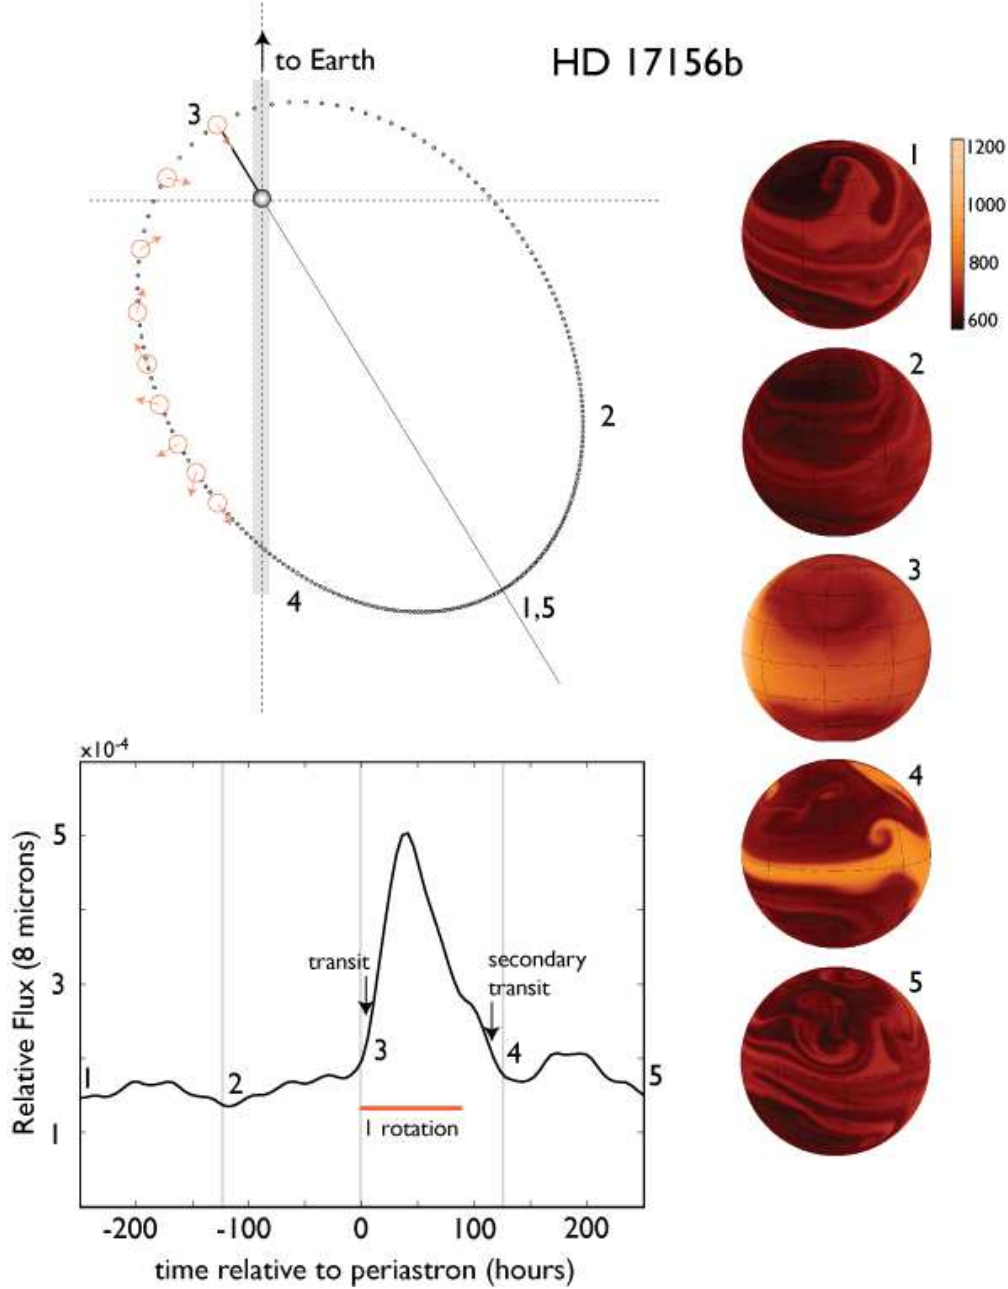 to Earth
HD 17156b
3
2
4
1,5
1
1200
1000
800
600
2
3
4
5
x10-4
Relative Flux (8 microns)
5
3
1
transit
secondary
transit
1
2
3
4
5
1 rotation
-200
-100
0
100
200
time relative to periastron (hours)